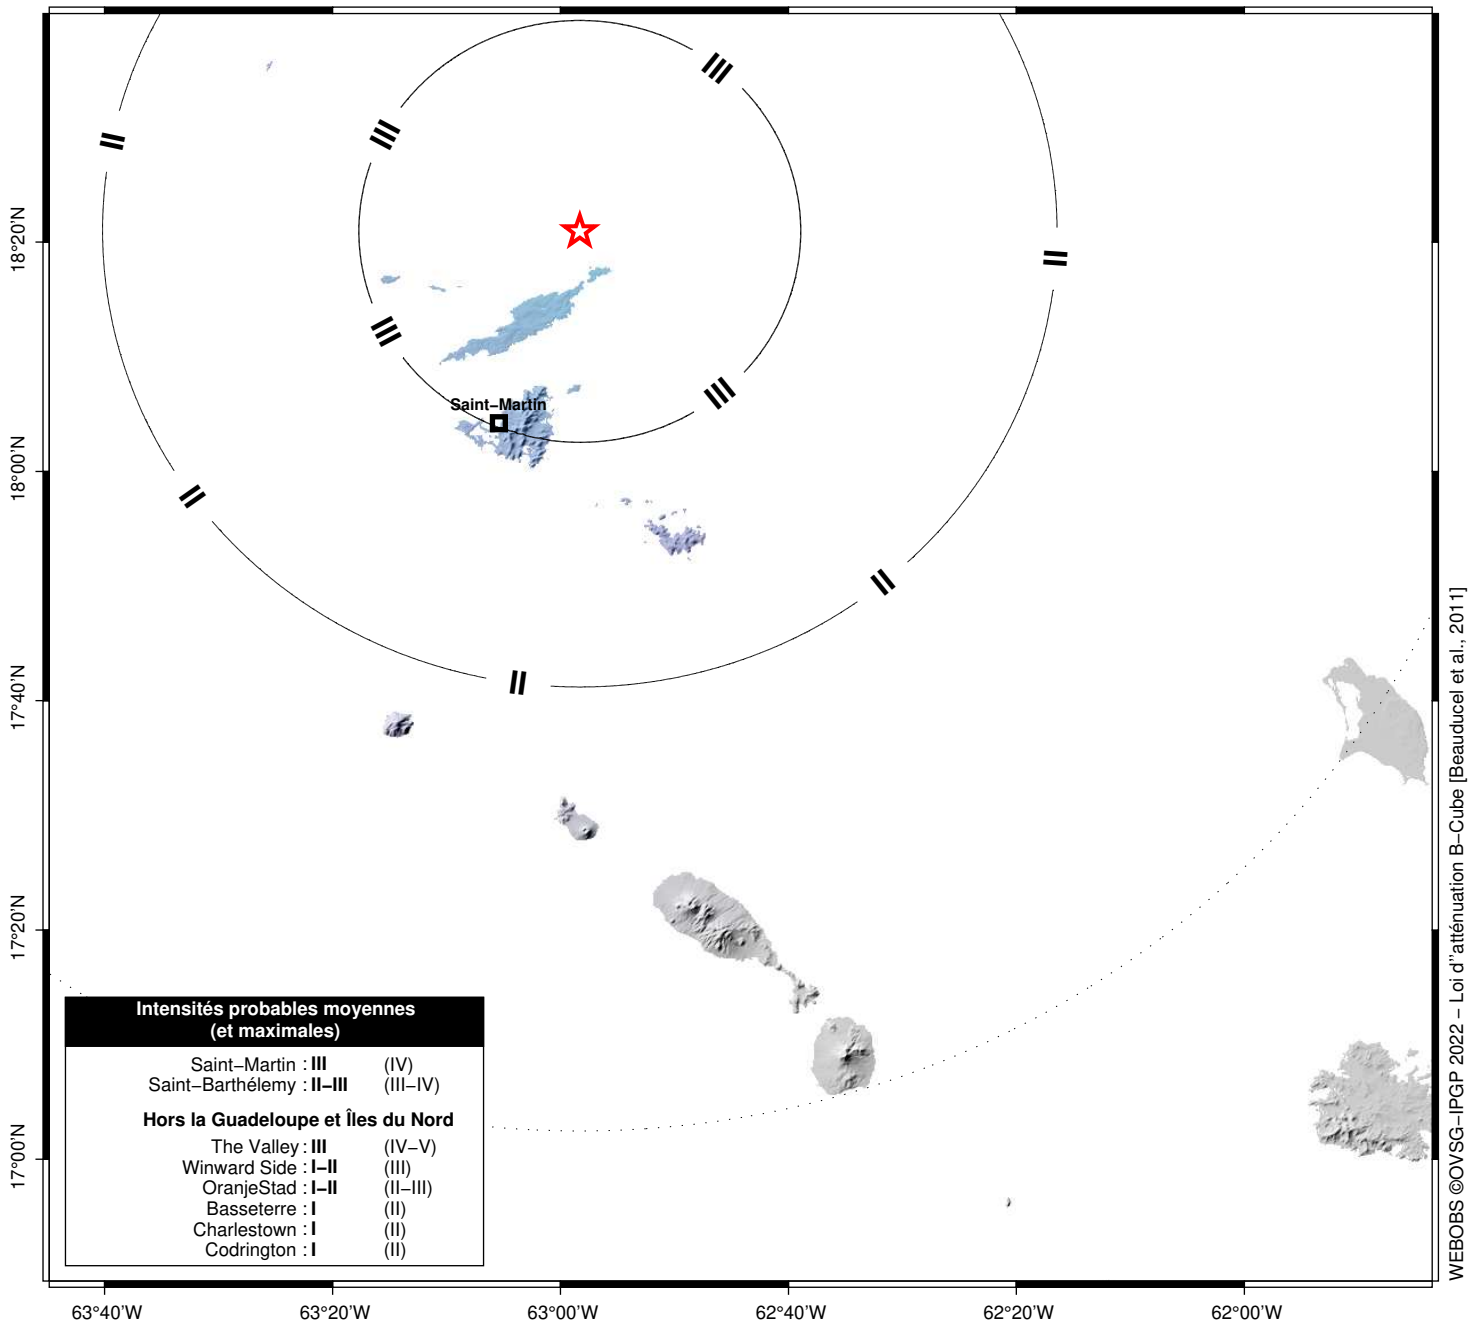 III
III
II
18°20'N
II
III
Saint–Martin
III
18°00'N
II
II
17°40'N
II
17°20'N
Intensités probables moyennes
(et maximales)
Saint–Martin : III (IV)
Saint–Barthélemy : II–III (III–IV)
Hors la Guadeloupe et Îles du Nord
The Valley : III (IV–V)
Winward Side : I–II (III)
OranjeStad : I–II (II–III)
Basseterre : I (II)
Charlestown : I (II)
Codrington : I (II)
17°00'N
63°40'W 63°20'W 63°00'W 62°40'W 62°20'W 62°00'W
WEBOBS ©OVSG–IPGP 2022 – Loi d''atténuation B–Cube [Beauducel et al., 2011]